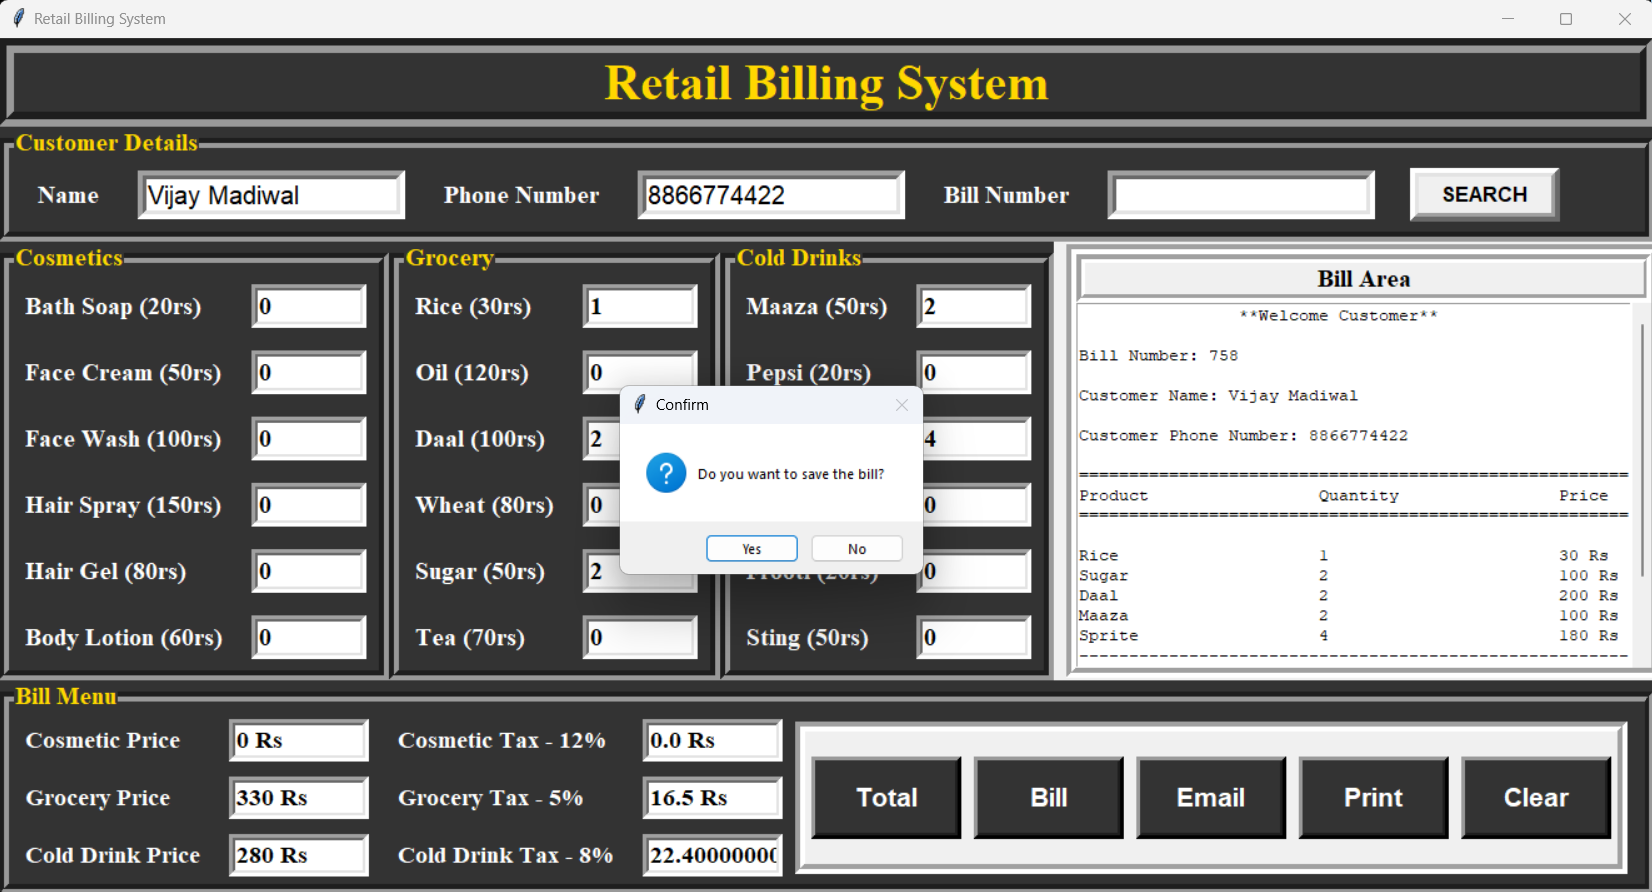 Retail Billing System
Retail Billing System
Customer Details
Name Vijay Madiwal Phone Number 8866774422 Bill Number SEARCH
Cosmetics
Bath Soap (20rs) 0
Face Cream (50rs) 0
Face Wash (100rs) 0
Hair Spray (150rs) 0
Hair Gel (80rs) 0
Body Lotion (60rs) 0
Grocery
Rice (30rs) 1
Oil (120rs) 0
Daal (100rs) 2
Wheat (80rs) 0
Sugar (50rs) 2
Tea (70rs) 0
Cold Drinks
Maaza (50rs) 2
Pepsi (20rs) 0
4
0
0
Sting (50rs) 0
Confirm
Do you want to save the bill?
Yes No
Bill Area
**Welcome Customer**
Bill Number: 758
Customer Name: Vijay Madiwal
Customer Phone Number: 8866774422
=======================================================
Product Quantity Price
=======================================================
Rice 1 30 Rs
Sugar 2 100 Rs
Daal 2 200 Rs
Maaza 2 100 Rs
Sprite 4 180 Rs
-------------------------------------------------------
Bill Menu
Cosmetic Price 0 Rs Cosmetic Tax - 12% 0.0 Rs
Grocery Price 330 Rs Grocery Tax - 5% 16.5 Rs
Cold Drink Price 280 Rs Cold Drink Tax - 8% 22.40000000
Total Bill Email Print Clear